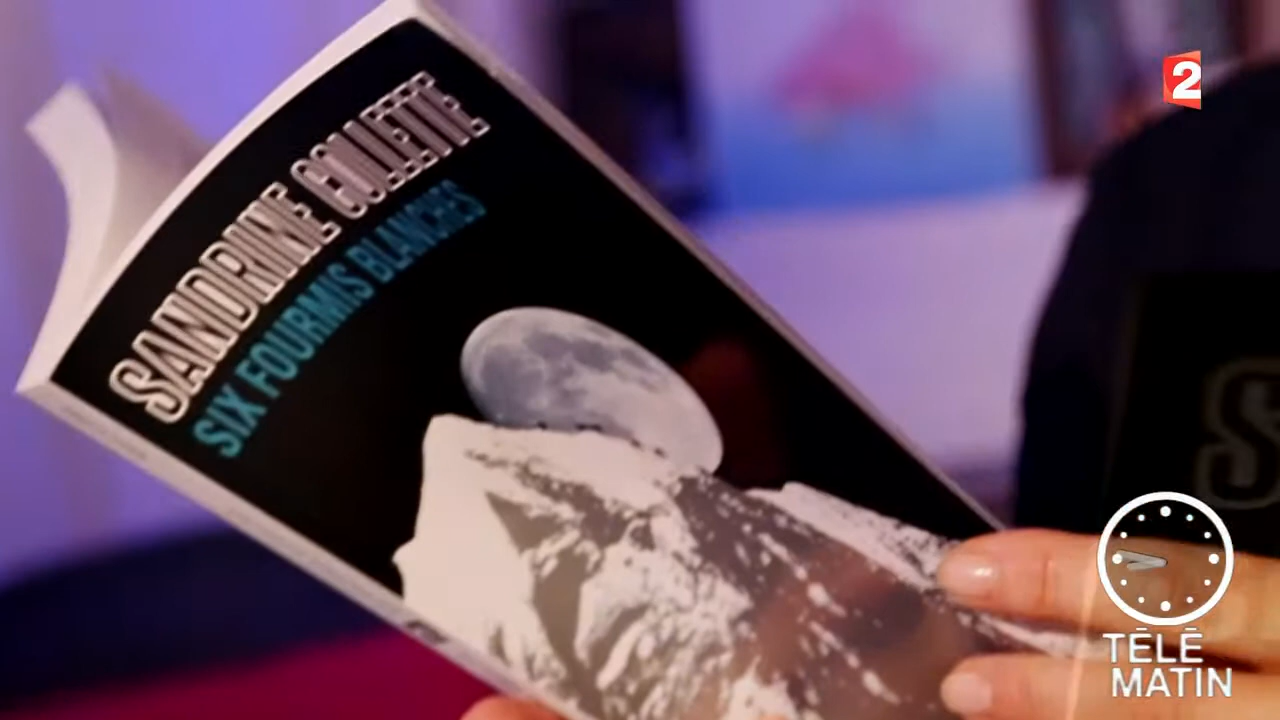 SANDRINE COLLETTE
SIX FOURMIS BLANCHES
2
TÉLÉ
MATIN
S